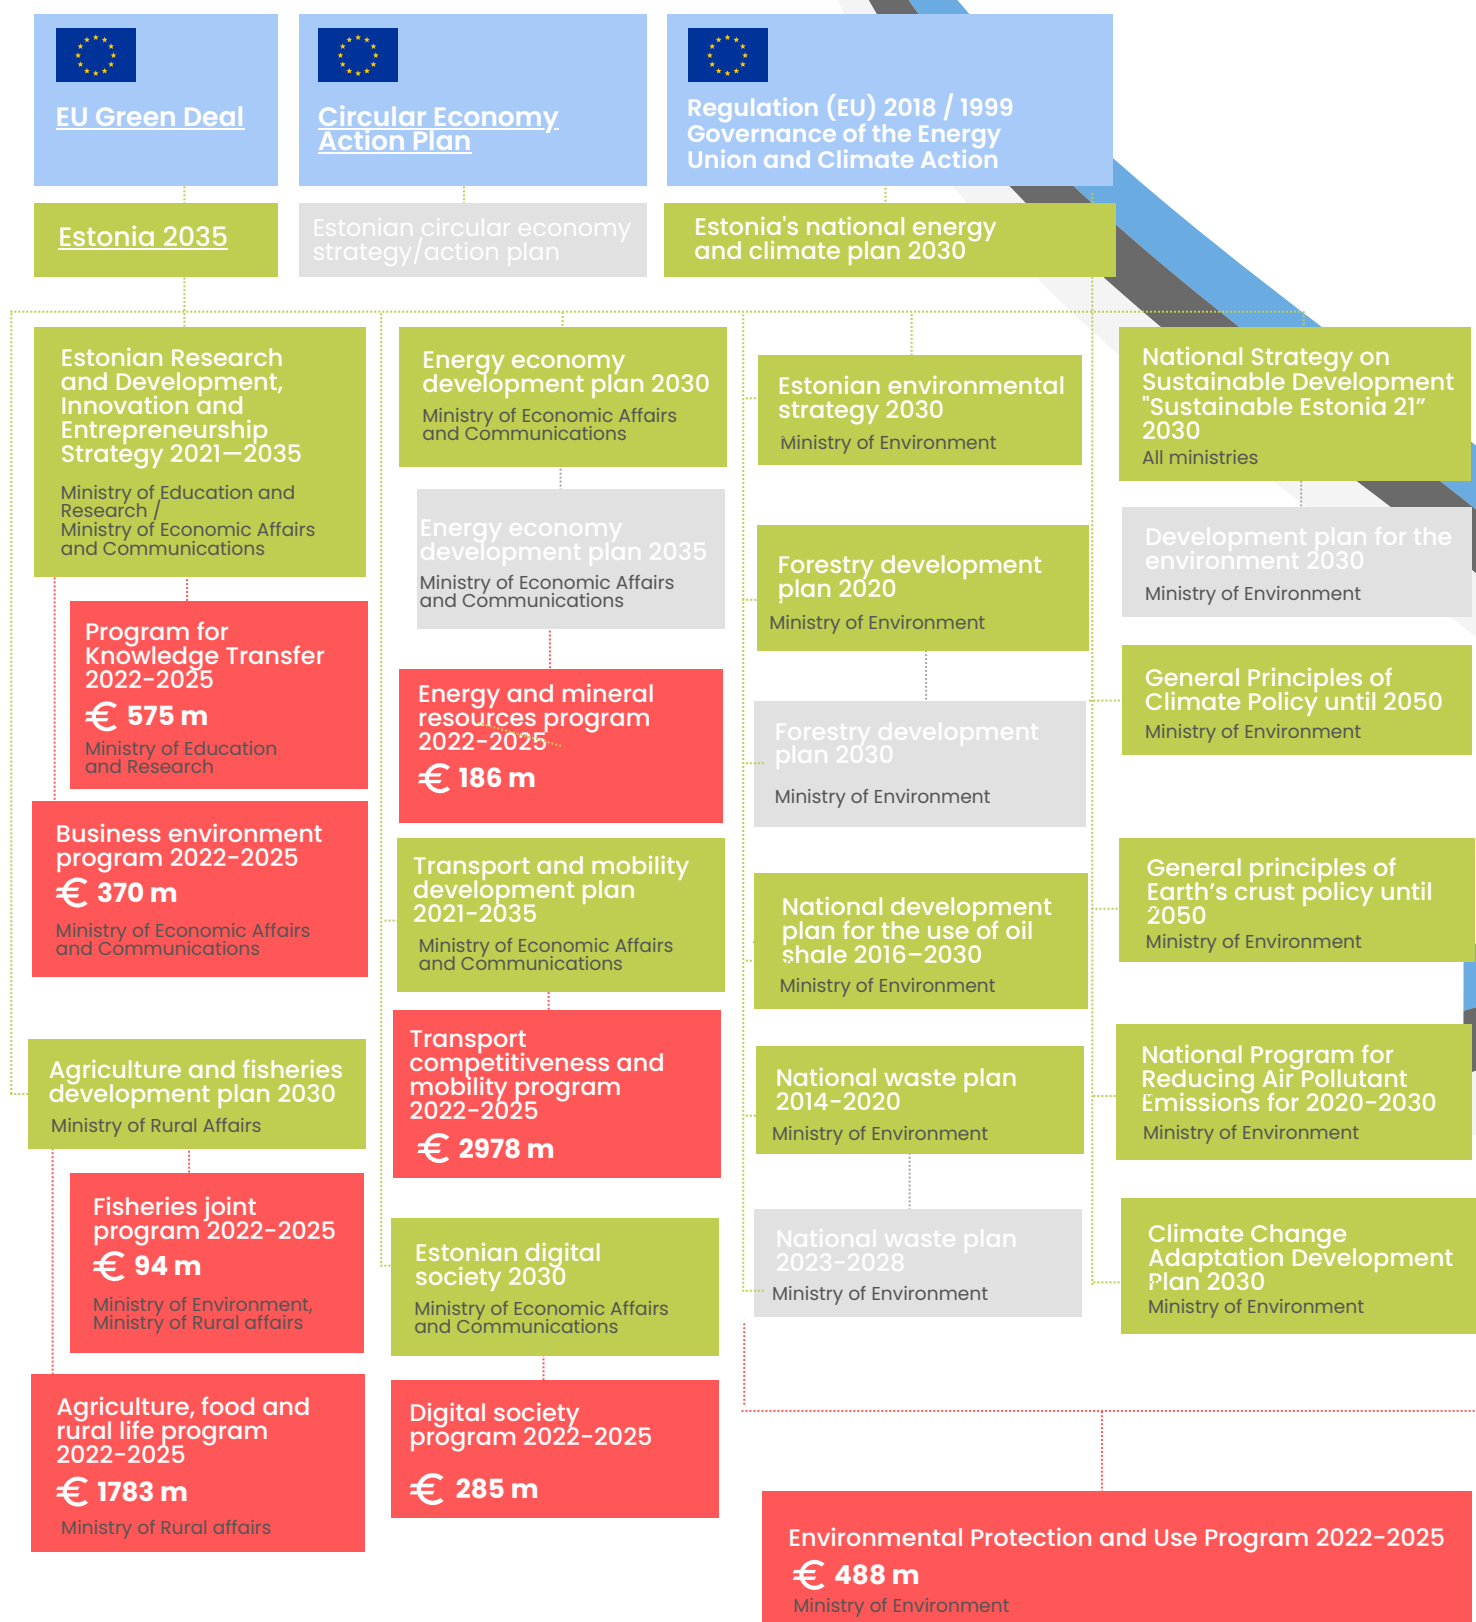 EU Green Deal
Circular Economy
Action Plan
Regulation (EU) 2018 / 1999
Governance of the Energy
Union and Climate Action
Estonia 2035
Estonian circular economy
strategy/action plan
Estonia's national energy
and climate plan 2030
Estonian Research
and Development,
Innovation and
Entrepreneurship
Strategy 2021—2035
Ministry of Education and
Research /
Ministry of Economic Affairs
and Communications
Program for
Knowledge Transfer
2022-2025
€ 575 m
Ministry of Education
and Research
Business environment
program 2022-2025
€ 370 m
Ministry of Economic Affairs
and Communications
Agriculture and fisheries
development plan 2030
Ministry of Rural Affairs
Fisheries joint
program 2022-2025
€ 94 m
Ministry of Environment,
Ministry of Rural affairs
Agriculture, food and
rural life program
2022-2025
€ 1783 m
Ministry of Rural affairs
Energy economy
development plan 2030
Ministry of Economic Affairs
and Communications
Energy economy
development plan 2035
Ministry of Economic Affairs
and Communications
Energy and mineral
resources program
2022-2025
€ 186 m
Transport and mobility
development plan
2021-2035
Ministry of Economic Affairs
and Communications
Transport
competitiveness and
mobility program
2022-2025
€ 2978 m
Estonian digital
society 2030
Ministry of Economic Affairs
and Communications
Digital society
program 2022-2025
€ 285 m
Estonian environmental
strategy 2030
Ministry of Environment
Forestry development
plan 2020
Ministry of Environment
Forestry development
plan 2030
Ministry of Environment
National development
plan for the use of oil
shale 2016–2030
Ministry of Environment
National waste plan
2014-2020
Ministry of Environment
National waste plan
2023-2028
Ministry of Environment
National Strategy on
Sustainable Development
"Sustainable Estonia 21”
2030
All ministries
Development plan for the
environment 2030
Ministry of Environment
General Principles of
Climate Policy until 2050
Ministry of Environment
General principles of
Earth’s crust policy until
2050
Ministry of Environment
National Program for
Reducing Air Pollutant
Emissions for 2020-2030
Ministry of Environment
Climate Change
Adaptation Development
Plan 2030
Ministry of Environment
Environmental Protection and Use Program 2022-2025
€ 488 m
Ministry of Environment